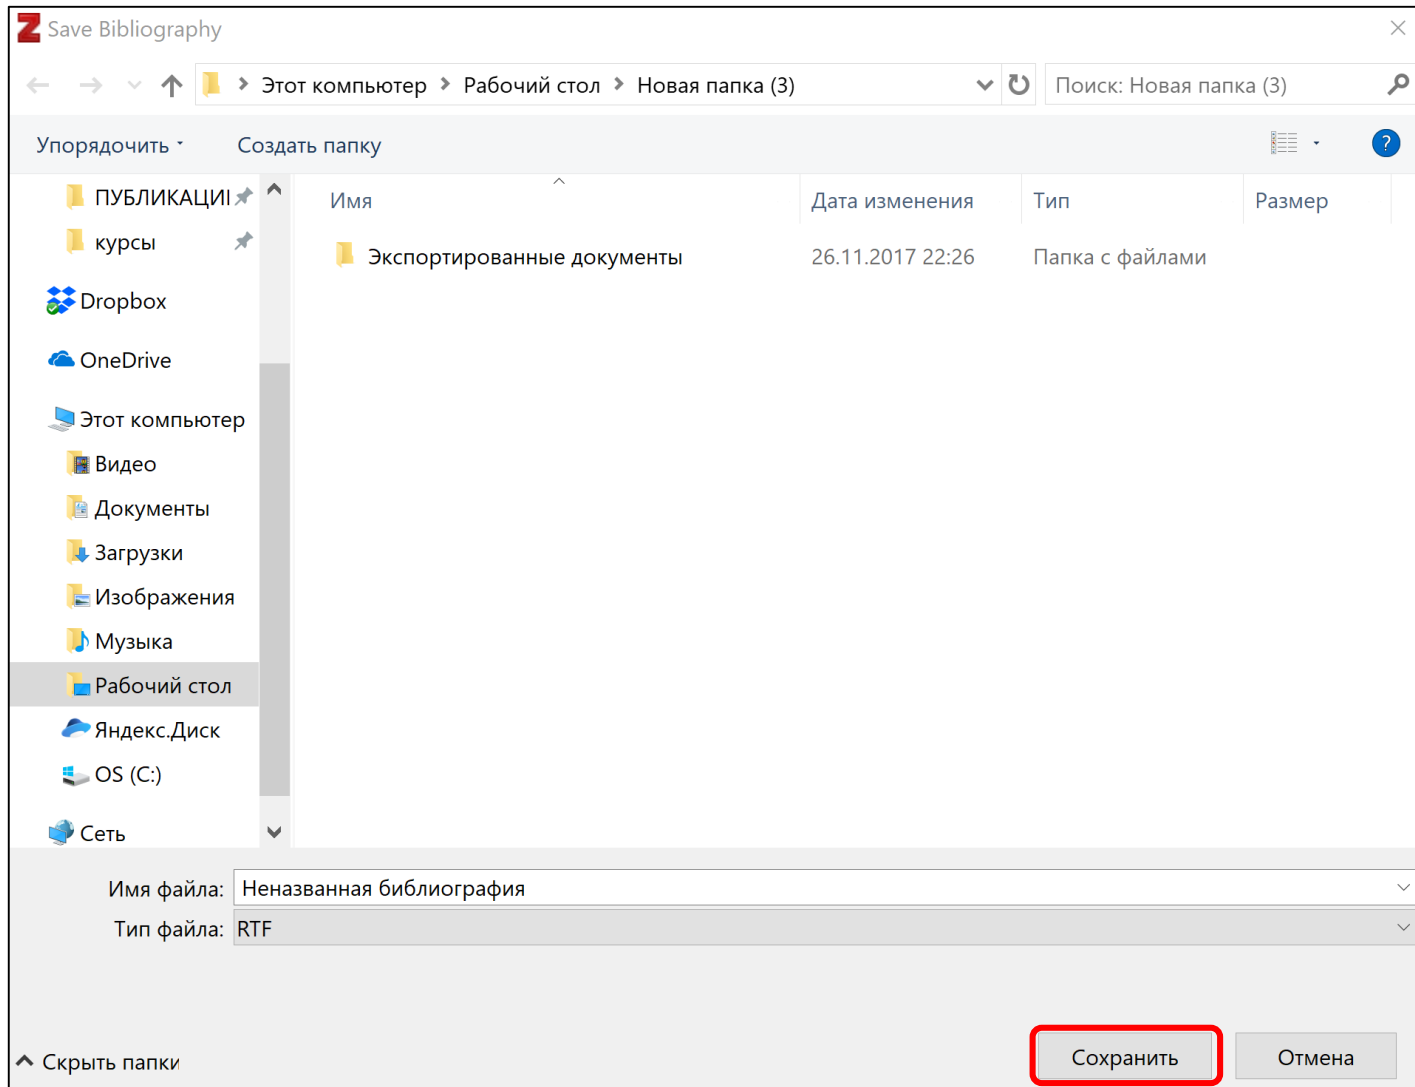 Save Bibliography
Этот компьютер > Рабочий стол > Новая папка (3)
Поиск: Новая папка (3)
Упорядочить
Создать папку
?
ПУБЛИКАЦИ
курсы
Dropbox
OneDrive
Этот компьютер
Видео
Документы
Загрузки
Изображения
Музыка
Рабочий стол
Яндекс.Диск
OS (C:)
Сеть
Имя Дата изменения Тип Размер
Экспортированные документы 26.11.2017 22:26 Папка с файлами
Имя файла: Неназванная библиография
Тип файла: RTF
Скрыть папки
Сохранить
Отмена